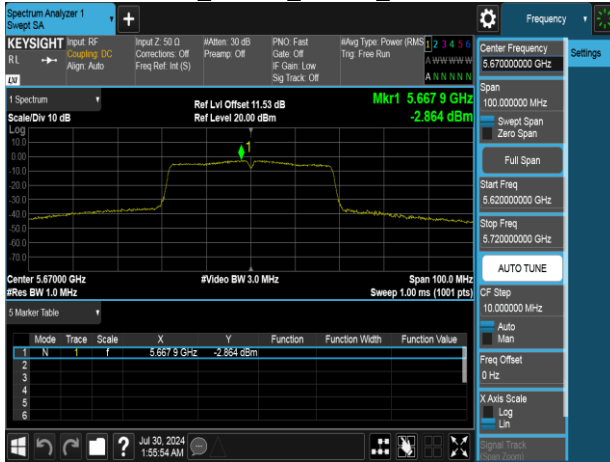 Spectrum Analyzer 1
Swept SA
Frequency
KEYSIGHT
RL
Input: RF
Coupling: DC
Align: Auto
Input Z: 50 Ω
Corrections: Off
Freq Ref: Int (S)
#Atten: 30 dB
Preamp: Off
PNO: Fast
Gate: Off
IF Gain: Low
Sig Track: Off
#Avg Type: Power (RMS
Trig: Free Run
1 2 3 4 5 6
A W W W W W
A N N N N N
LXI
Center Frequency
5.670000000 GHz
Settings
Span
100.000000 MHz
Swept Span
Zero Span
Full Span
Start Freq
5.620000000 GHz
Stop Freq
5.720000000 GHz
AUTO TUNE
CF Step
10.000000 MHz
Auto
Man
Freq Offset
0 Hz
X Axis Scale
Log
Lin
Signal Track
(Span Zoom)
1 Spectrum
Scale/Div 10 dB
Ref Lvl Offset 11.53 dB
Ref Level 20.00 dBm
Mkr1 5.667 9 GHz
-2.864 dBm
Log
10.0
0.00
-10.0
-20.0
-30.0
-40.0
-50.0
-60.0
-70.0
1
Center 5.67000 GHz
#Res BW 1.0 MHz
#Video BW 3.0 MHz
Span 100.0 MHz
Sweep 1.00 ms (1001 pts)
5 Marker Table
Mode Trace Scale X Y Function Function Width Function Value
1 N 1 f 5.667 9 GHz -2.864 dBm
2
3
4
5
6
Jul 30, 2024
1:55:54 AM